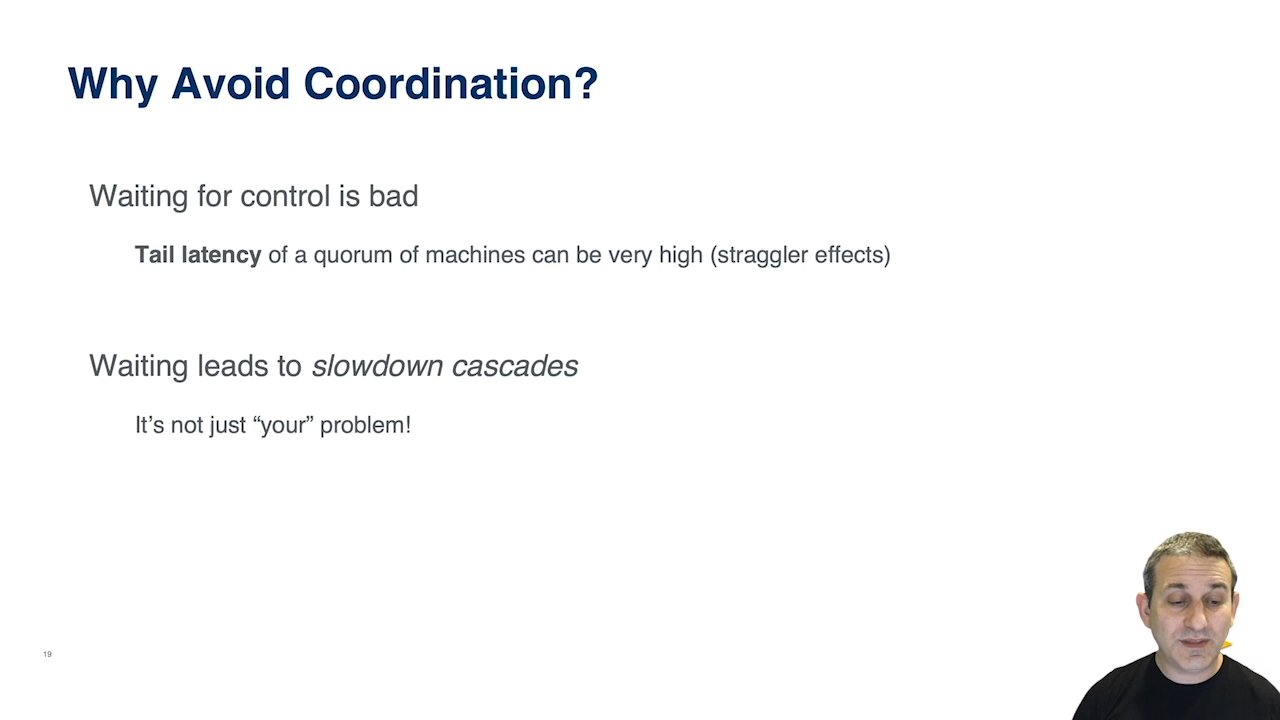 Why Avoid Coordination?
Waiting for control is bad
Tail latency of a quorum of machines can be very high (straggler effects)
Waiting leads to slowdown cascades
It’s not just “your” problem!
19